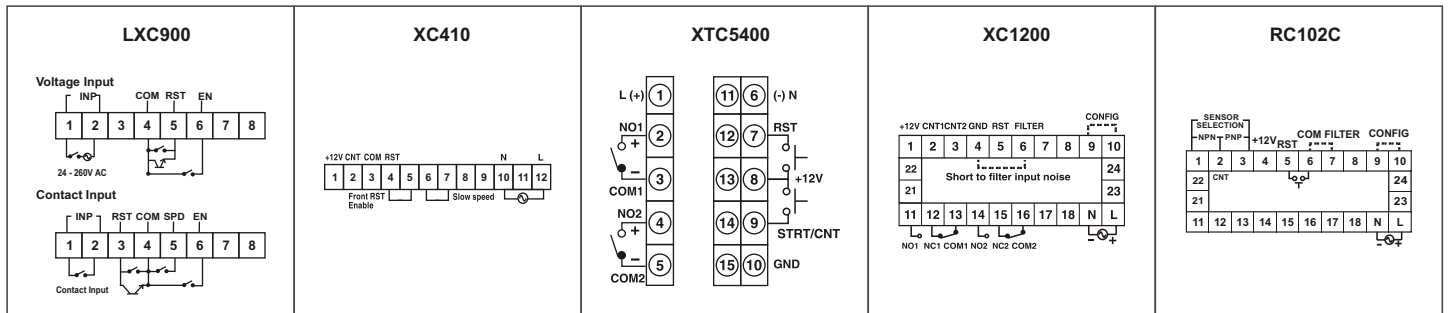 LXC900
Voltage Input
INP COM RST EN
1 2 3 4 5 6 7 8
24 - 260V AC
Contact Input
INP RST COM SPD EN
1 2 3 4 5 6 7 8
Contact Input
XC410
+12V CNT COM RST N L
1 2 3 4 5 6 7 8 9 10 11 12
Front RST Slow speed
Enable
XTC5400
L (+) 1 11 6 (-) N
NO1 2 12 7 RST
+
-
3 13 8 +12V
COM1
NO2 4 14 9
+
STRT/CNT
-
5 15 10 GND
COM2
XC1200
CONFIG
+12V CNT1 CNT2 GND RST FILTER
1 2 3 4 5 6 7 8 9 10
22 Short to filter input noise 24
21 23
11 12 13 14 15 16 17 18 N L
- +
NO1 NC1 COM1 NO2 NC2 COM2
RC102C
SENSOR
SELECTION
NPN PNP +12V RST COM FILTER CONFIG
1 2 3 4 5 6 7 8 9 10
22 CNT 24
21 23
11 12 13 14 15 16 17 18 N L
- +